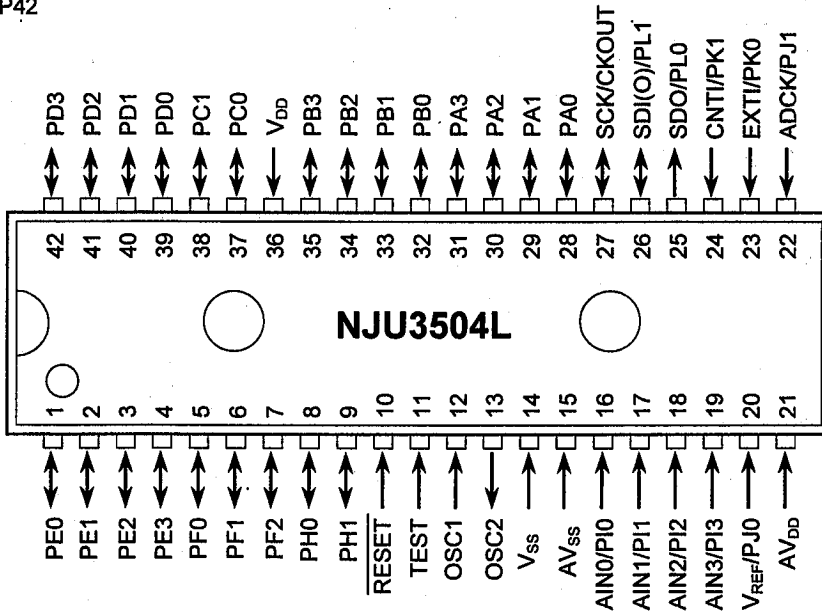 P42
PD3
PD2
PD1
PD0
PC1
PC0
VDD
PB3
PB2
PB1
PB0
PA3
PA2
PA1
PA0
SCK/CKOUT
SDI(O)/PL1
SDO/PL0
CNTI/PK1
EXTI/PK0
ADCK/PJ1
42 41 40 39 38 37 36 35 34 33 32 31 30 29 28 27 26 25 24 23 22
NJU3504L
1 2 3 4 5 6 7 8 9 10 11 12 13 14 15 16 17 18 19 20 21
PE0
PE1
PE2
PE3
PF0
PF1
PF2
PH0
PH1
RESET
TEST
OSC1
OSC2
VSS
AVSS
AIN0/PI0
AIN1/PI1
AIN2/PI2
AIN3/PI3
VREF/PJ0
AVDD